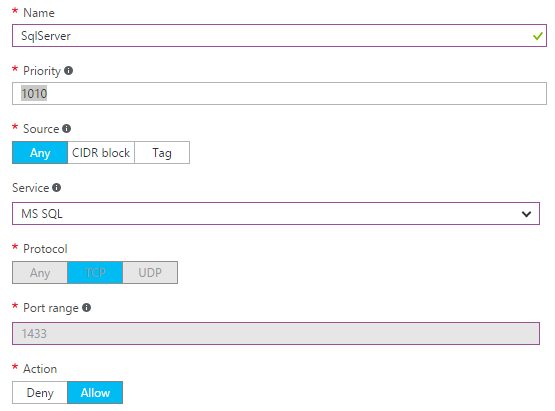 * Name
SqlServer
* Priority
1010
* Source
Any CIDR block Tag
Service
MS SQL
* Protocol
Any TCP UDP
* Port range
1433
* Action
Deny Allow